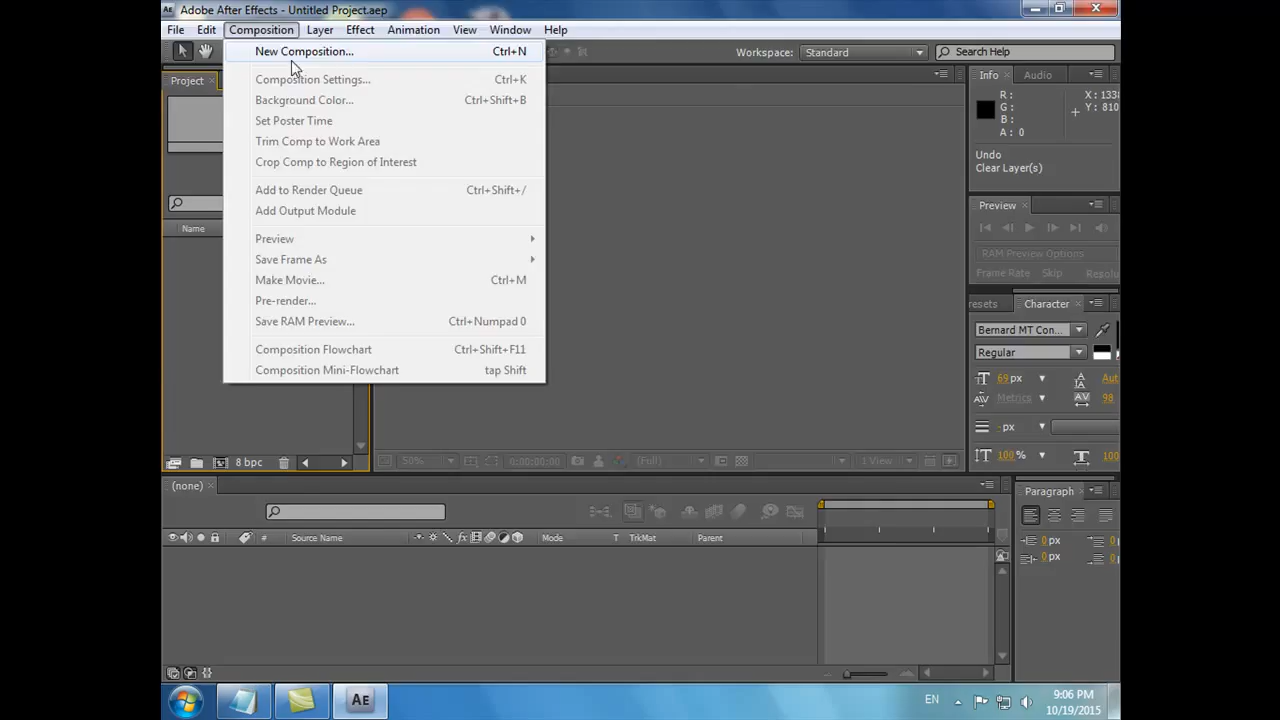 AE Adobe After Effects - Untitled Project.aep
File Edit Composition Layer Effect Animation View Window Help
New Composition... Ctrl+N
Workspace: Standard Search Help
Project
Composition Settings... Ctrl+K
Background Color... Ctrl+Shift+B
Set Poster Time
Trim Comp to Work Area
Crop Comp to Region of Interest
Add to Render Queue Ctrl+Shift+/
Add Output Module
Preview
Save Frame As
Make Movie... Ctrl+M
Pre-render...
Save RAM Preview... Ctrl+Numpad 0
Composition Flowchart Ctrl+Shift+F11
Composition Mini-Flowchart tap Shift
Name
8 bpc
50% 0:00:00:00 (Full) 1 View
Info Audio
R: X: 1338
G: Y: 810
B:
A: 0
Undo
Clear Layer(s)
Preview
RAM Preview Options
Frame Rate Skip Resolu
resets Character
Bernard MT Con...
Regular
69 px Aut
Metrics 98
- px
100 % 100
(none)
# Source Name fx Mode T TrkMat Parent
Paragraph
0 px 0
0 px 0
AE
EN
9:06 PM
10/19/2015